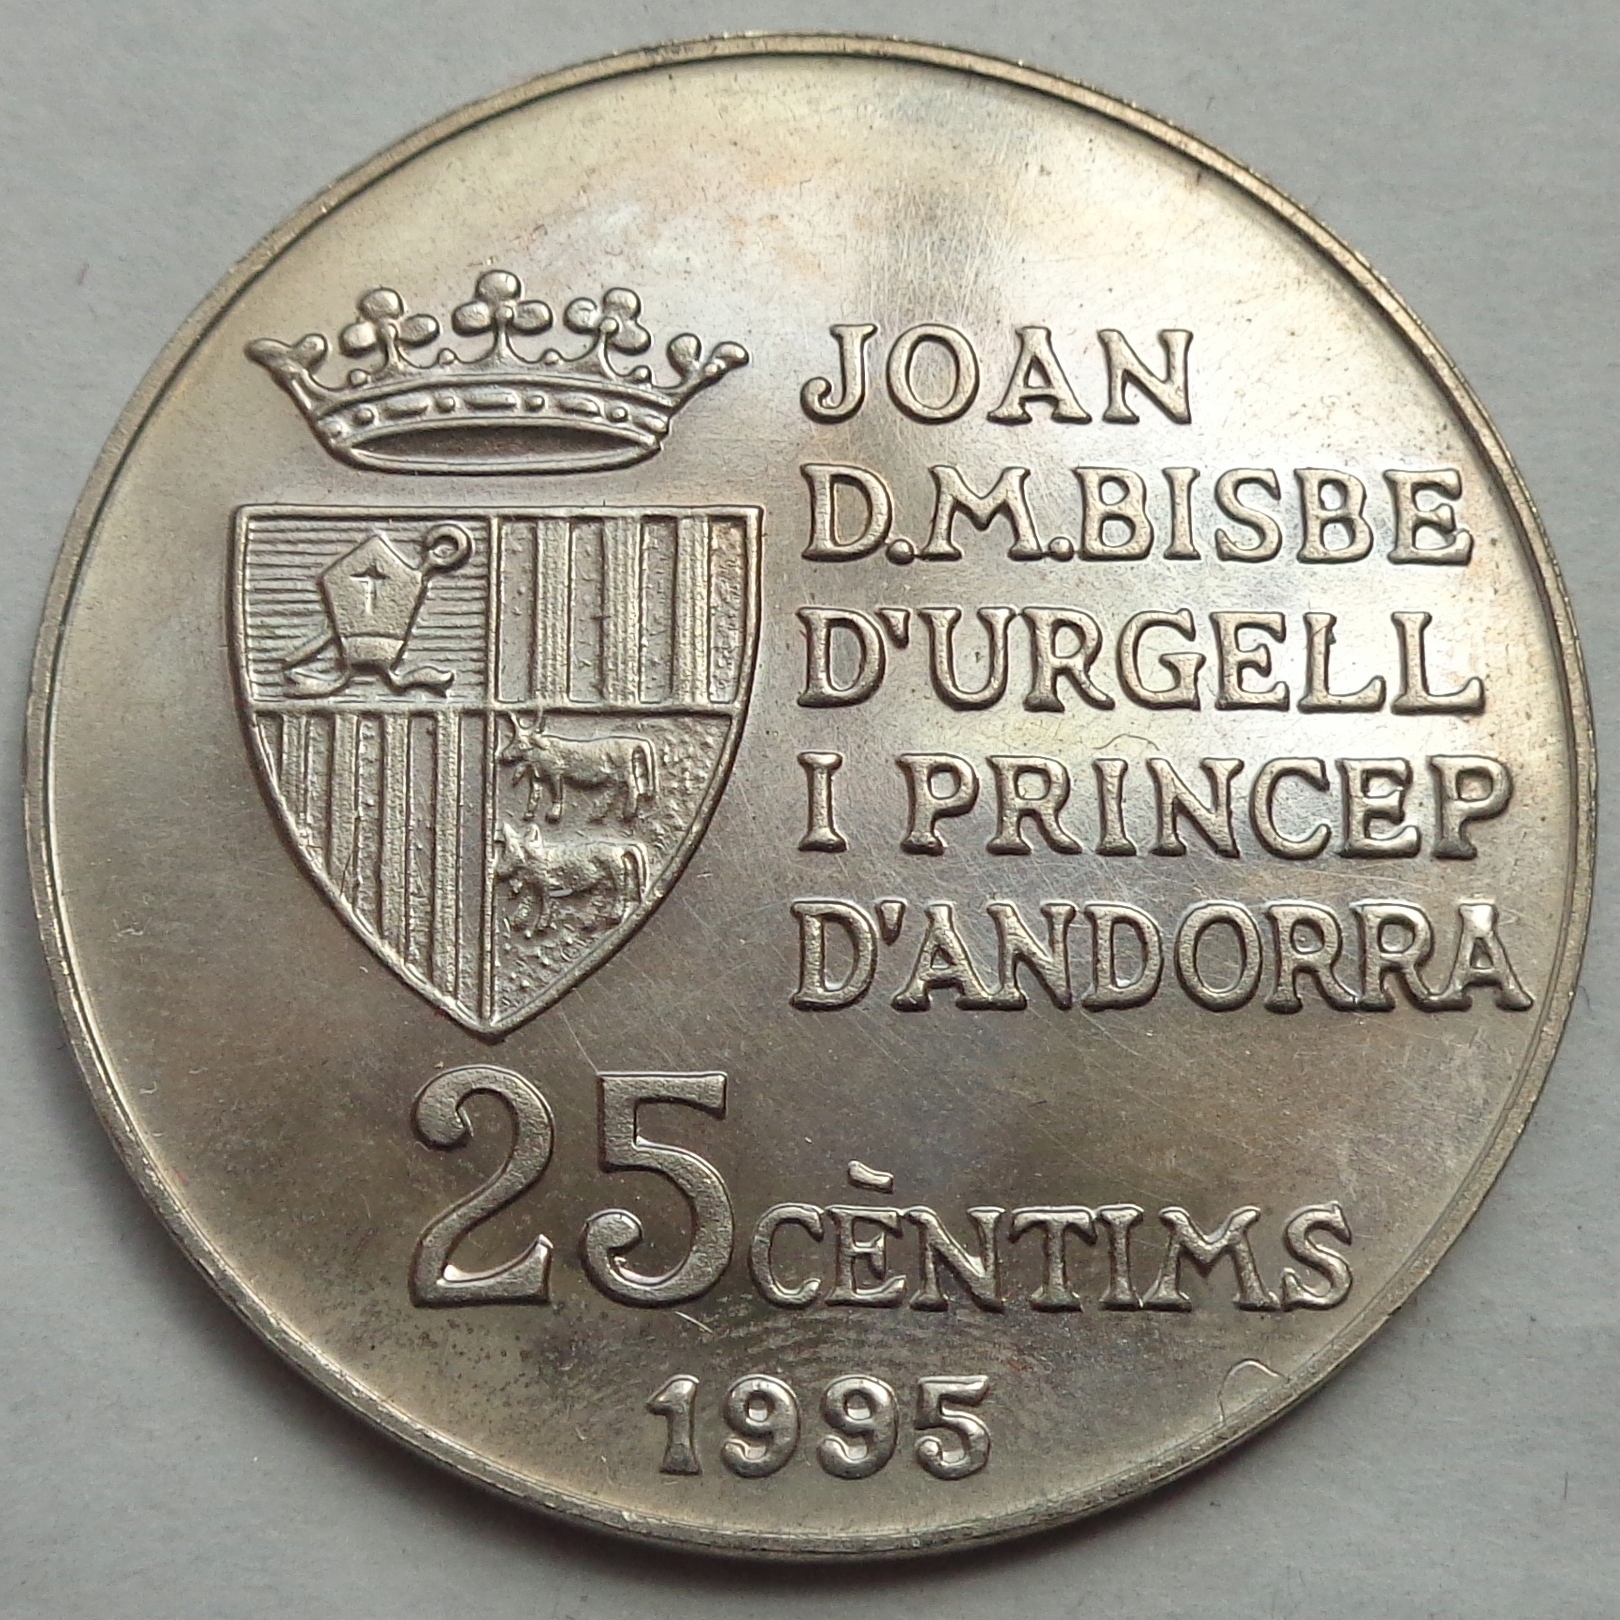 JOAN
D.M.BISBE
D'URGELL
I PRINCEP
D'ANDORRA
25 CÈNTIMS
1995